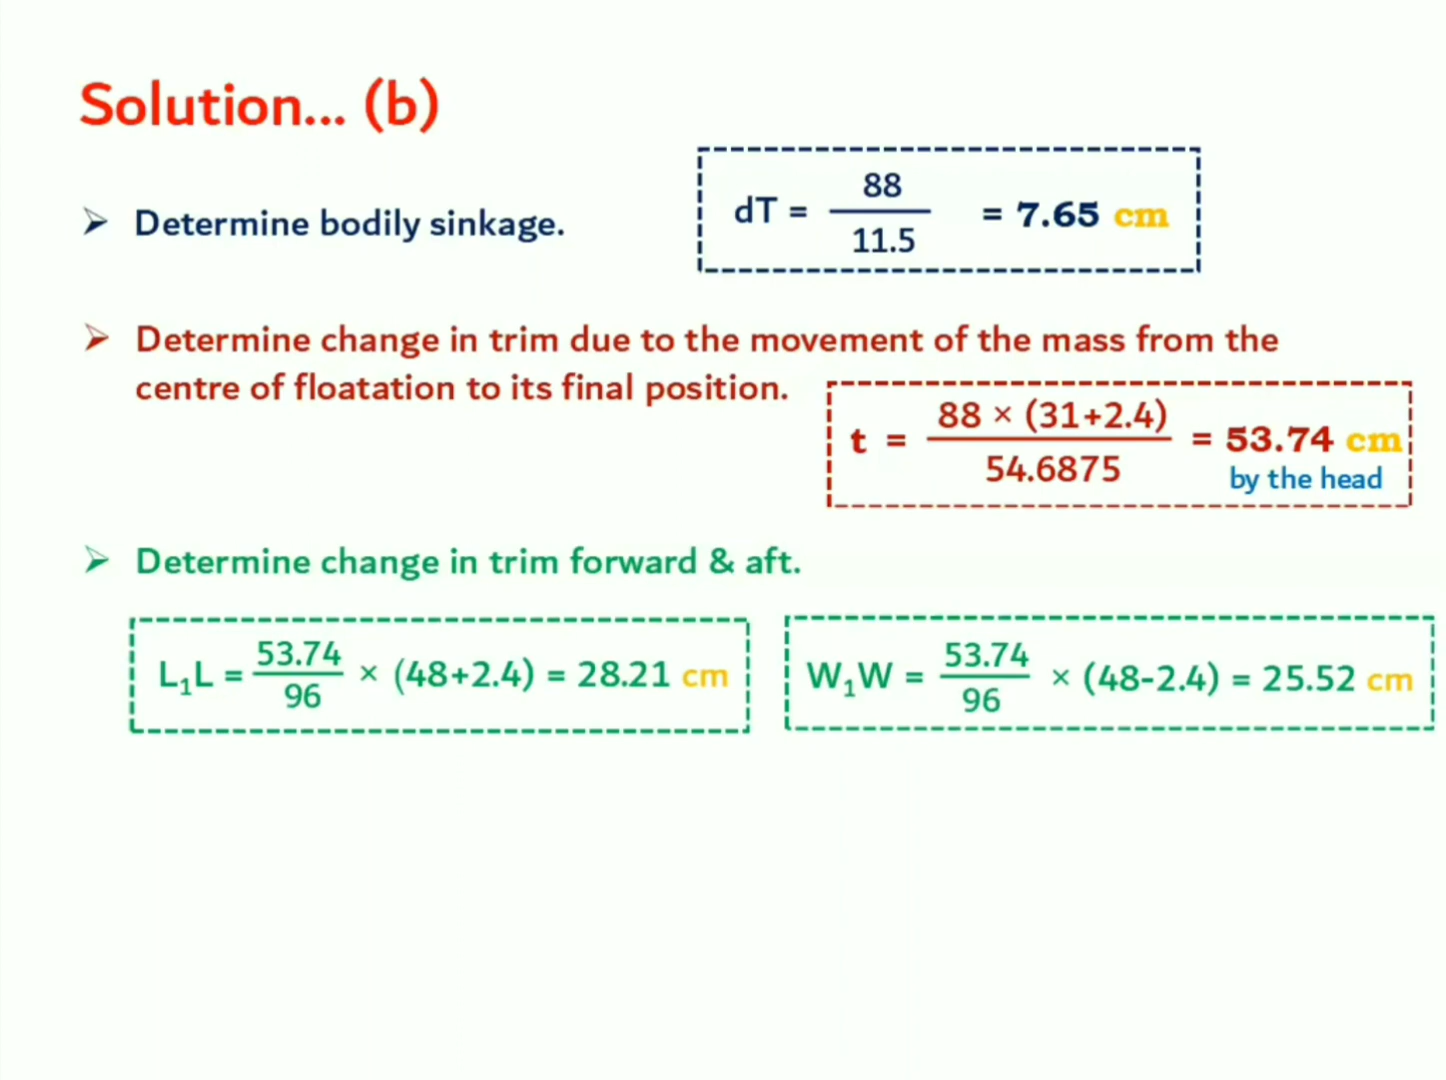 Solution... (b)
➢ Determine bodily sinkage.
dT = 88/11.5 = 7.65 cm
➢ Determine change in trim due to the movement of the mass from the
centre of floatation to its final position.
t = 88 × (31+2.4)/54.6875 = 53.74 cm
by the head
➢ Determine change in trim forward & aft.
L₁L = 53.74/96 × (48+2.4) = 28.21 cm
W₁W = 53.74/96 × (48-2.4) = 25.52 cm